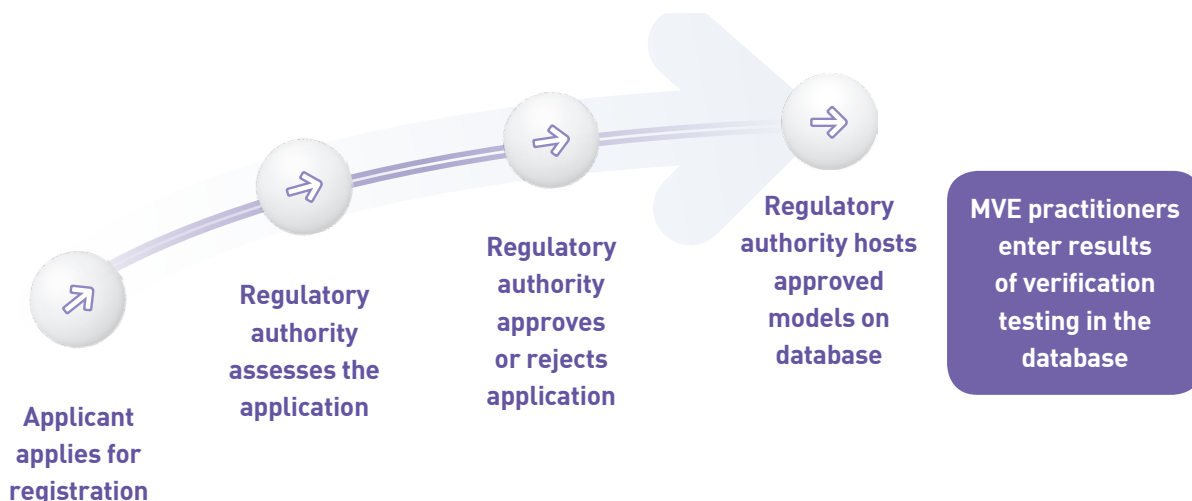 Applicant
applies for
registration
Regulatory
authority
assesses the
application
Regulatory
authority
approves
or rejects
application
Regulatory
authority hosts
approved
models on
database
MVE practitioners
enter results
of verification
testing in the
database